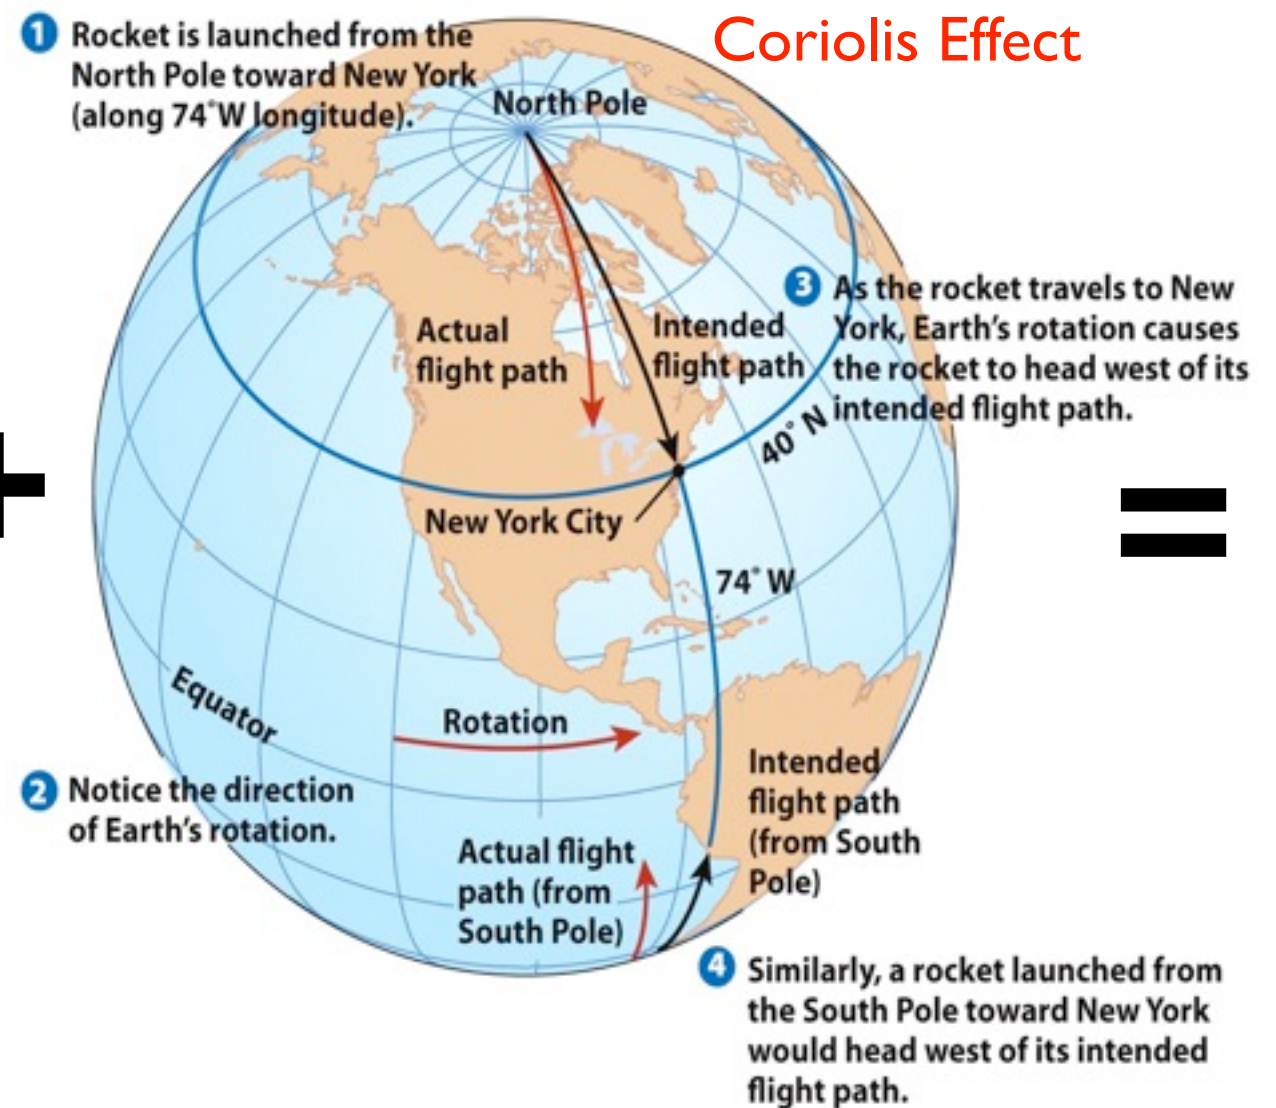 Coriolis Effect
1 Rocket is launched from the
North Pole toward New York
(along 74˚W longitude).
North Pole
3 As the rocket travels to New
York, Earth’s rotation causes
the rocket to head west of its
intended flight path.
Actual
flight path
Intended
flight path
40˚ N
+
=
New York City
74˚ W
Equator
Rotation
2 Notice the direction
of Earth’s rotation.
Intended
flight path
(from South
Pole)
Actual flight
path (from
South Pole)
4 Similarly, a rocket launched from
the South Pole toward New York
would head west of its intended
flight path.